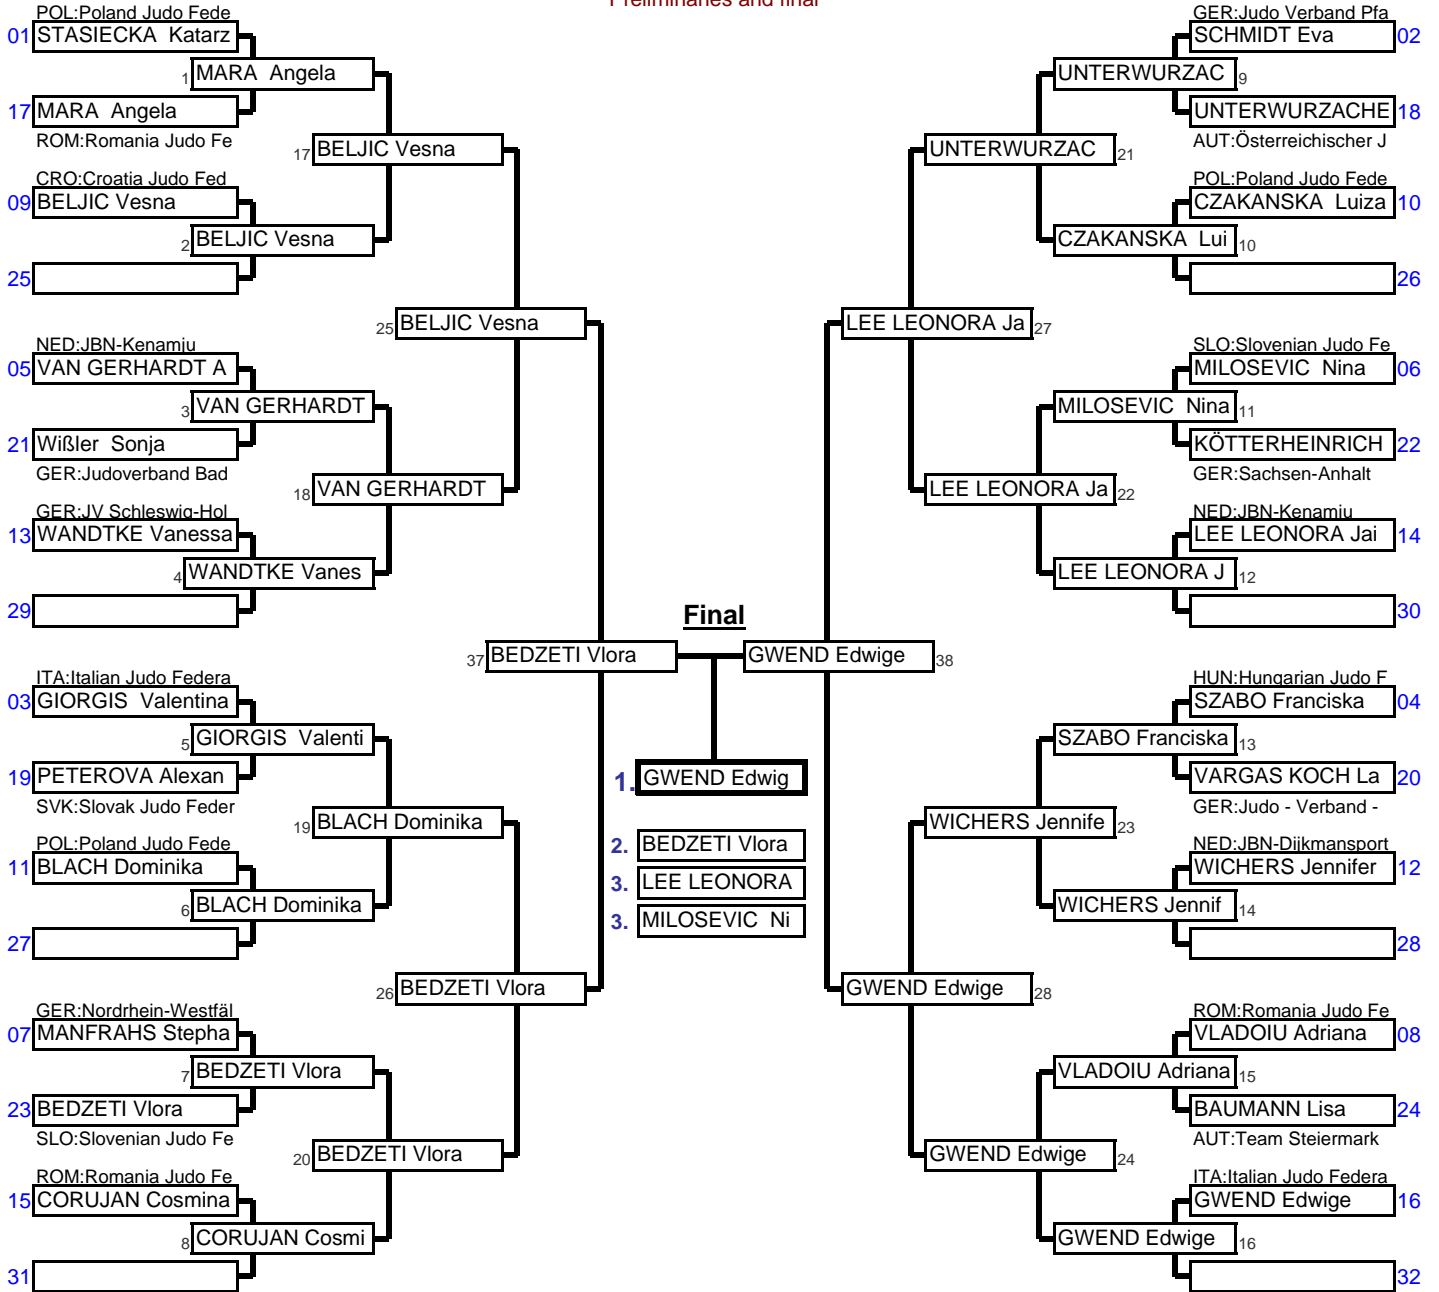 Preliminaries and final
POL:Poland Judo Fede
01 STASIECKA Katarz
1 MARA Angela
17 MARA Angela
ROM:Romania Judo Fe
17 BELJIC Vesna
CRO:Croatia Judo Fed
09 BELJIC Vesna
2 BELJIC Vesna
25
25 BELJIC Vesna
NED:JBN-Kenamju
05 VAN GERHARDT A
3 VAN GERHARDT
21 Wißler Sonja
GER:Judoverband Bad
18 VAN GERHARDT
GER:JV Schleswig-Hol
13 WANDTKE Vanessa
4 WANDTKE Vanes
29
37 BEDZETI Vlora
ITA:Italian Judo Federa
03 GIORGIS Valentina
5 GIORGIS Valenti
19 PETEROVA Alexan
SVK:Slovak Judo Feder
19 BLACH Dominika
POL:Poland Judo Fede
11 BLACH Dominika
6 BLACH Dominika
27
26 BEDZETI Vlora
GER:Nordrhein-Westfäl
07 MANFRAHS Stepha
7 BEDZETI Vlora
23 BEDZETI Vlora
SLO:Slovenian Judo Fe
20 BEDZETI Vlora
ROM:Romania Judo Fe
15 CORUJAN Cosmina
8 CORUJAN Cosmi
31
Final
1. GWEND Edwig
2. BEDZETI Vlora
3. LEE LEONORA
3. MILOSEVIC Ni
GER:Judo Verband Pfa
SCHMIDT Eva 02
UNTERWURZAC 9
UNTERWURZACHE 18
AUT:Österreichischer J
UNTERWURZAC 21
POL:Poland Judo Fede
CZAKANSKA Luiza 10
CZAKANSKA Lui 10
26
LEE LEONORA Ja 27
SLO:Slovenian Judo Fe
MILOSEVIC Nina 06
MILOSEVIC Nina 11
KÖTTERHEINRICH 22
GER:Sachsen-Anhalt
LEE LEONORA Ja 22
NED:JBN-Kenamju
LEE LEONORA Jai 14
LEE LEONORA J 12
30
GWEND Edwige 38
HUN:Hungarian Judo F
SZABO Franciska 04
SZABO Franciska 13
VARGAS KOCH La 20
GER:Judo - Verband -
WICHERS Jennife 23
NED:JBN-Dijkmansport
WICHERS Jennifer 12
WICHERS Jennif 14
28
GWEND Edwige 28
ROM:Romania Judo Fe
VLADOIU Adriana 08
VLADOIU Adriana 15
BAUMANN Lisa 24
AUT:Team Steiermark
GWEND Edwige 24
ITA:Italian Judo Federa
GWEND Edwige 16
GWEND Edwige 16
32